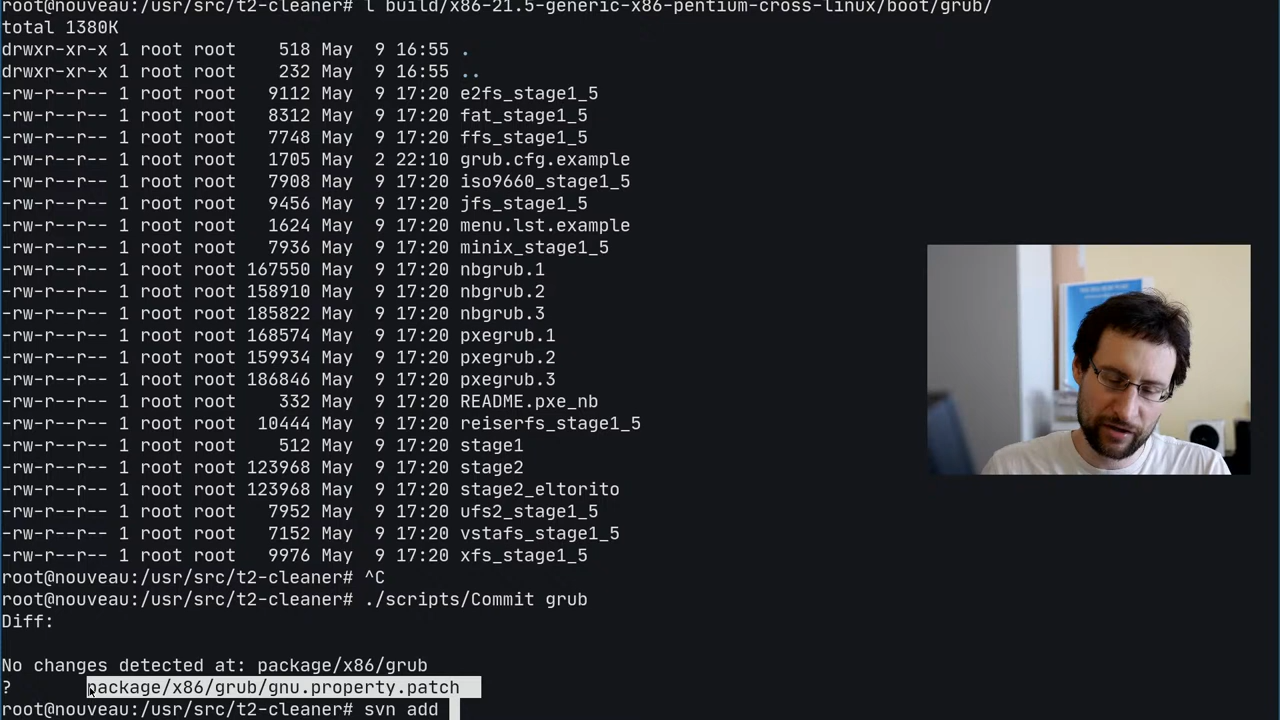 root@nouveau:/usr/src/t2-cleaner# l build/x86-21.5-generic-x86-pentium-cross-linux/boot/grub/
total 1380K
drwxr-xr-x 1 root root    518 May  9 16:55 .
drwxr-xr-x 1 root root    232 May  9 16:55 ..
-rw-r--r-- 1 root root   9112 May  9 17:20 e2fs_stage1_5
-rw-r--r-- 1 root root   8312 May  9 17:20 fat_stage1_5
-rw-r--r-- 1 root root   7748 May  9 17:20 ffs_stage1_5
-rw-r--r-- 1 root root   1705 May  2 22:10 grub.cfg.example
-rw-r--r-- 1 root root   7908 May  9 17:20 iso9660_stage1_5
-rw-r--r-- 1 root root   9456 May  9 17:20 jfs_stage1_5
-rw-r--r-- 1 root root   1624 May  9 17:20 menu.lst.example
-rw-r--r-- 1 root root   7936 May  9 17:20 minix_stage1_5
-rw-r--r-- 1 root root 167550 May  9 17:20 nbgrub.1
-rw-r--r-- 1 root root 158910 May  9 17:20 nbgrub.2
-rw-r--r-- 1 root root 185822 May  9 17:20 nbgrub.3
-rw-r--r-- 1 root root 168574 May  9 17:20 pxegrub.1
-rw-r--r-- 1 root root 159934 May  9 17:20 pxegrub.2
-rw-r--r-- 1 root root 186846 May  9 17:20 pxegrub.3
-rw-r--r-- 1 root root    332 May  9 17:20 README.pxe_nb
-rw-r--r-- 1 root root  10444 May  9 17:20 reiserfs_stage1_5
-rw-r--r-- 1 root root    512 May  9 17:20 stage1
-rw-r--r-- 1 root root 123968 May  9 17:20 stage2
-rw-r--r-- 1 root root 123968 May  9 17:20 stage2_eltorito
-rw-r--r-- 1 root root   7952 May  9 17:20 ufs2_stage1_5
-rw-r--r-- 1 root root   7152 May  9 17:20 vstafs_stage1_5
-rw-r--r-- 1 root root   9976 May  9 17:20 xfs_stage1_5
root@nouveau:/usr/src/t2-cleaner# ^C
root@nouveau:/usr/src/t2-cleaner# ./scripts/Commit grub
Diff:
No changes detected at: package/x86/grub
?       package/x86/grub/gnu.property.patch
root@nouveau:/usr/src/t2-cleaner# svn add